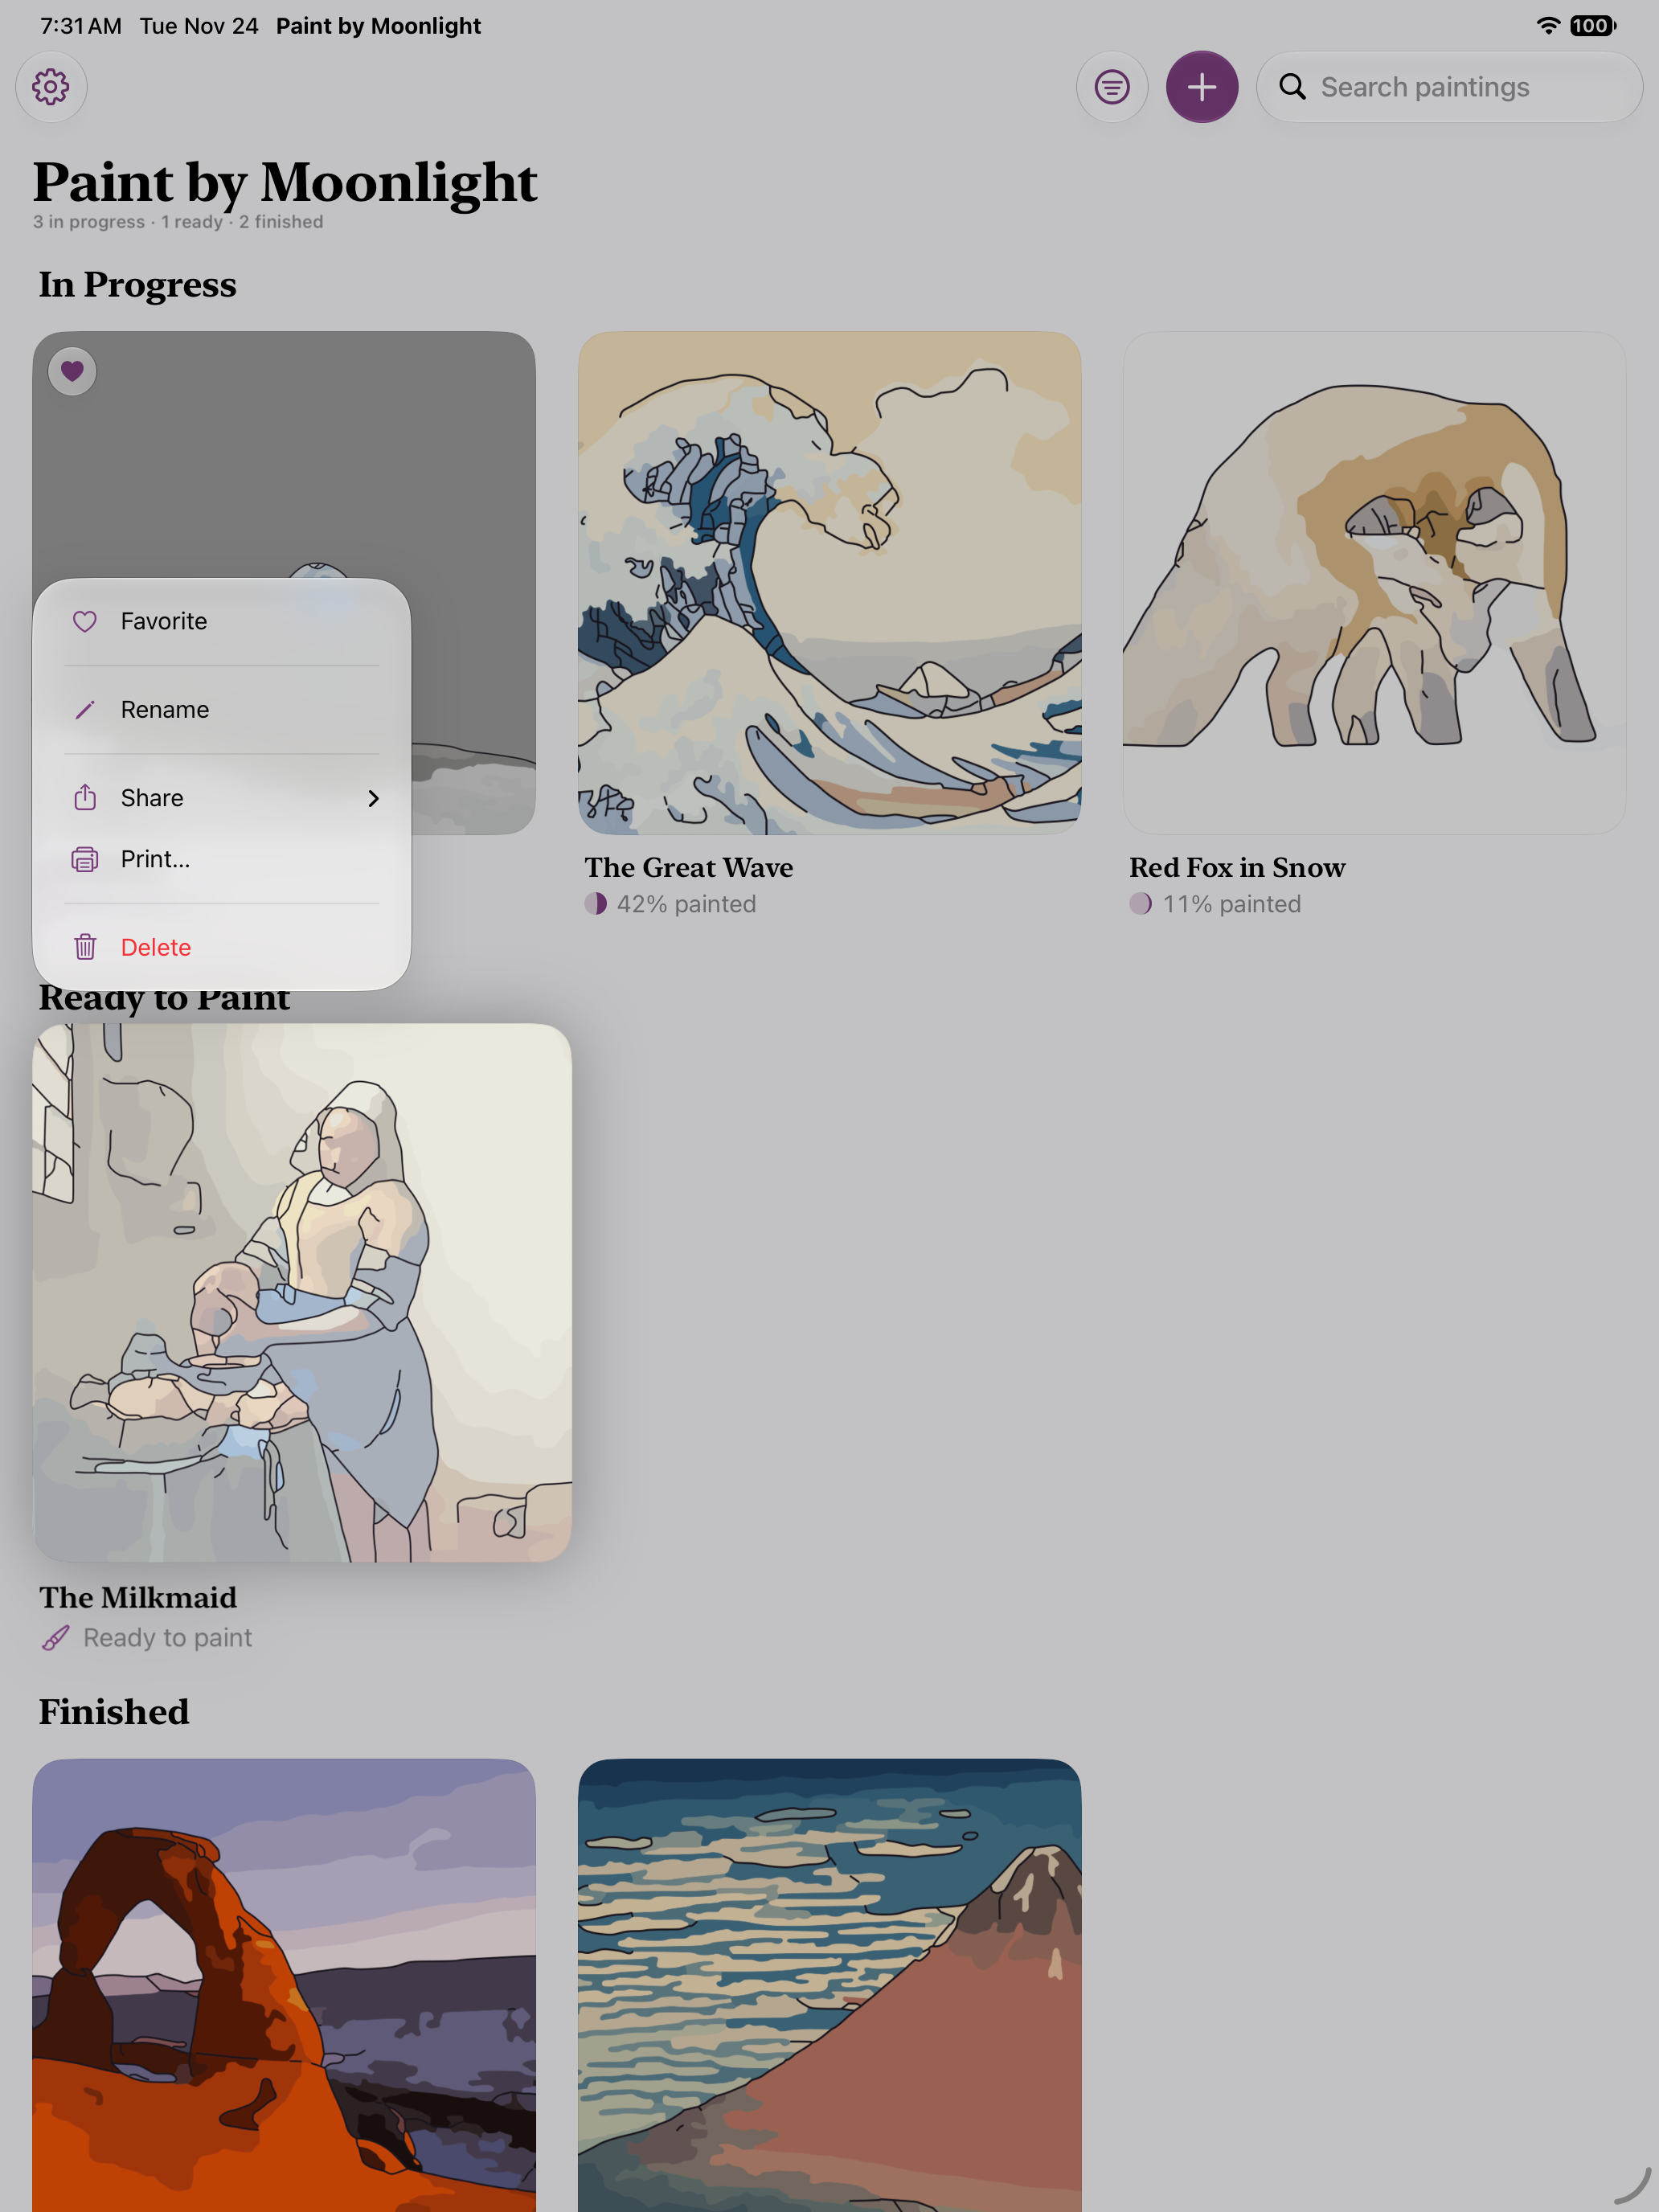 7:31 AM Tue Nov 24 Paint by Moonlight 100
Search paintings
Paint by Moonlight
3 in progress · 1 ready · 2 finished
In Progress
Favorite
Rename
Share
Print...
Delete
The Great Wave
42% painted
Red Fox in Snow
11% painted
Ready to Paint
The Milkmaid
Ready to paint
Finished